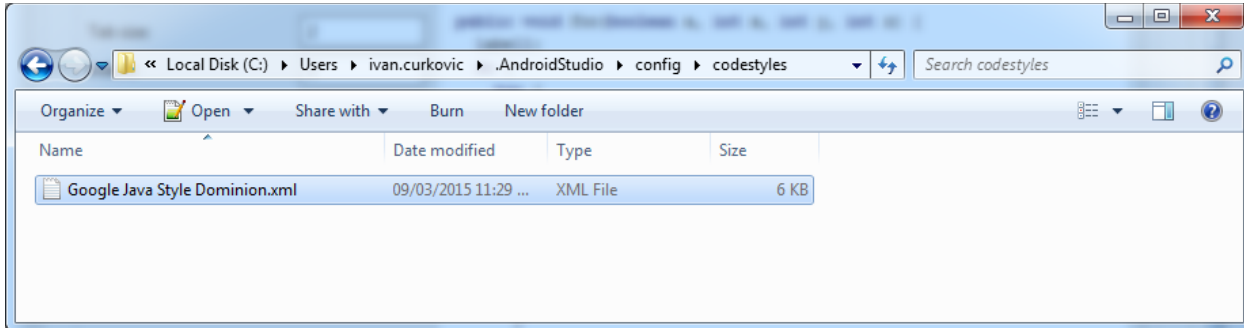 « Local Disk (C:) ▸ Users ▸ ivan.curkovic ▸ .AndroidStudio ▸ config ▸ codestyles Search codestyles
Organize Open Share with Burn New folder
Name Date modified Type Size
Google Java Style Dominion.xml 09/03/2015 11:29 ... XML File 6 KB